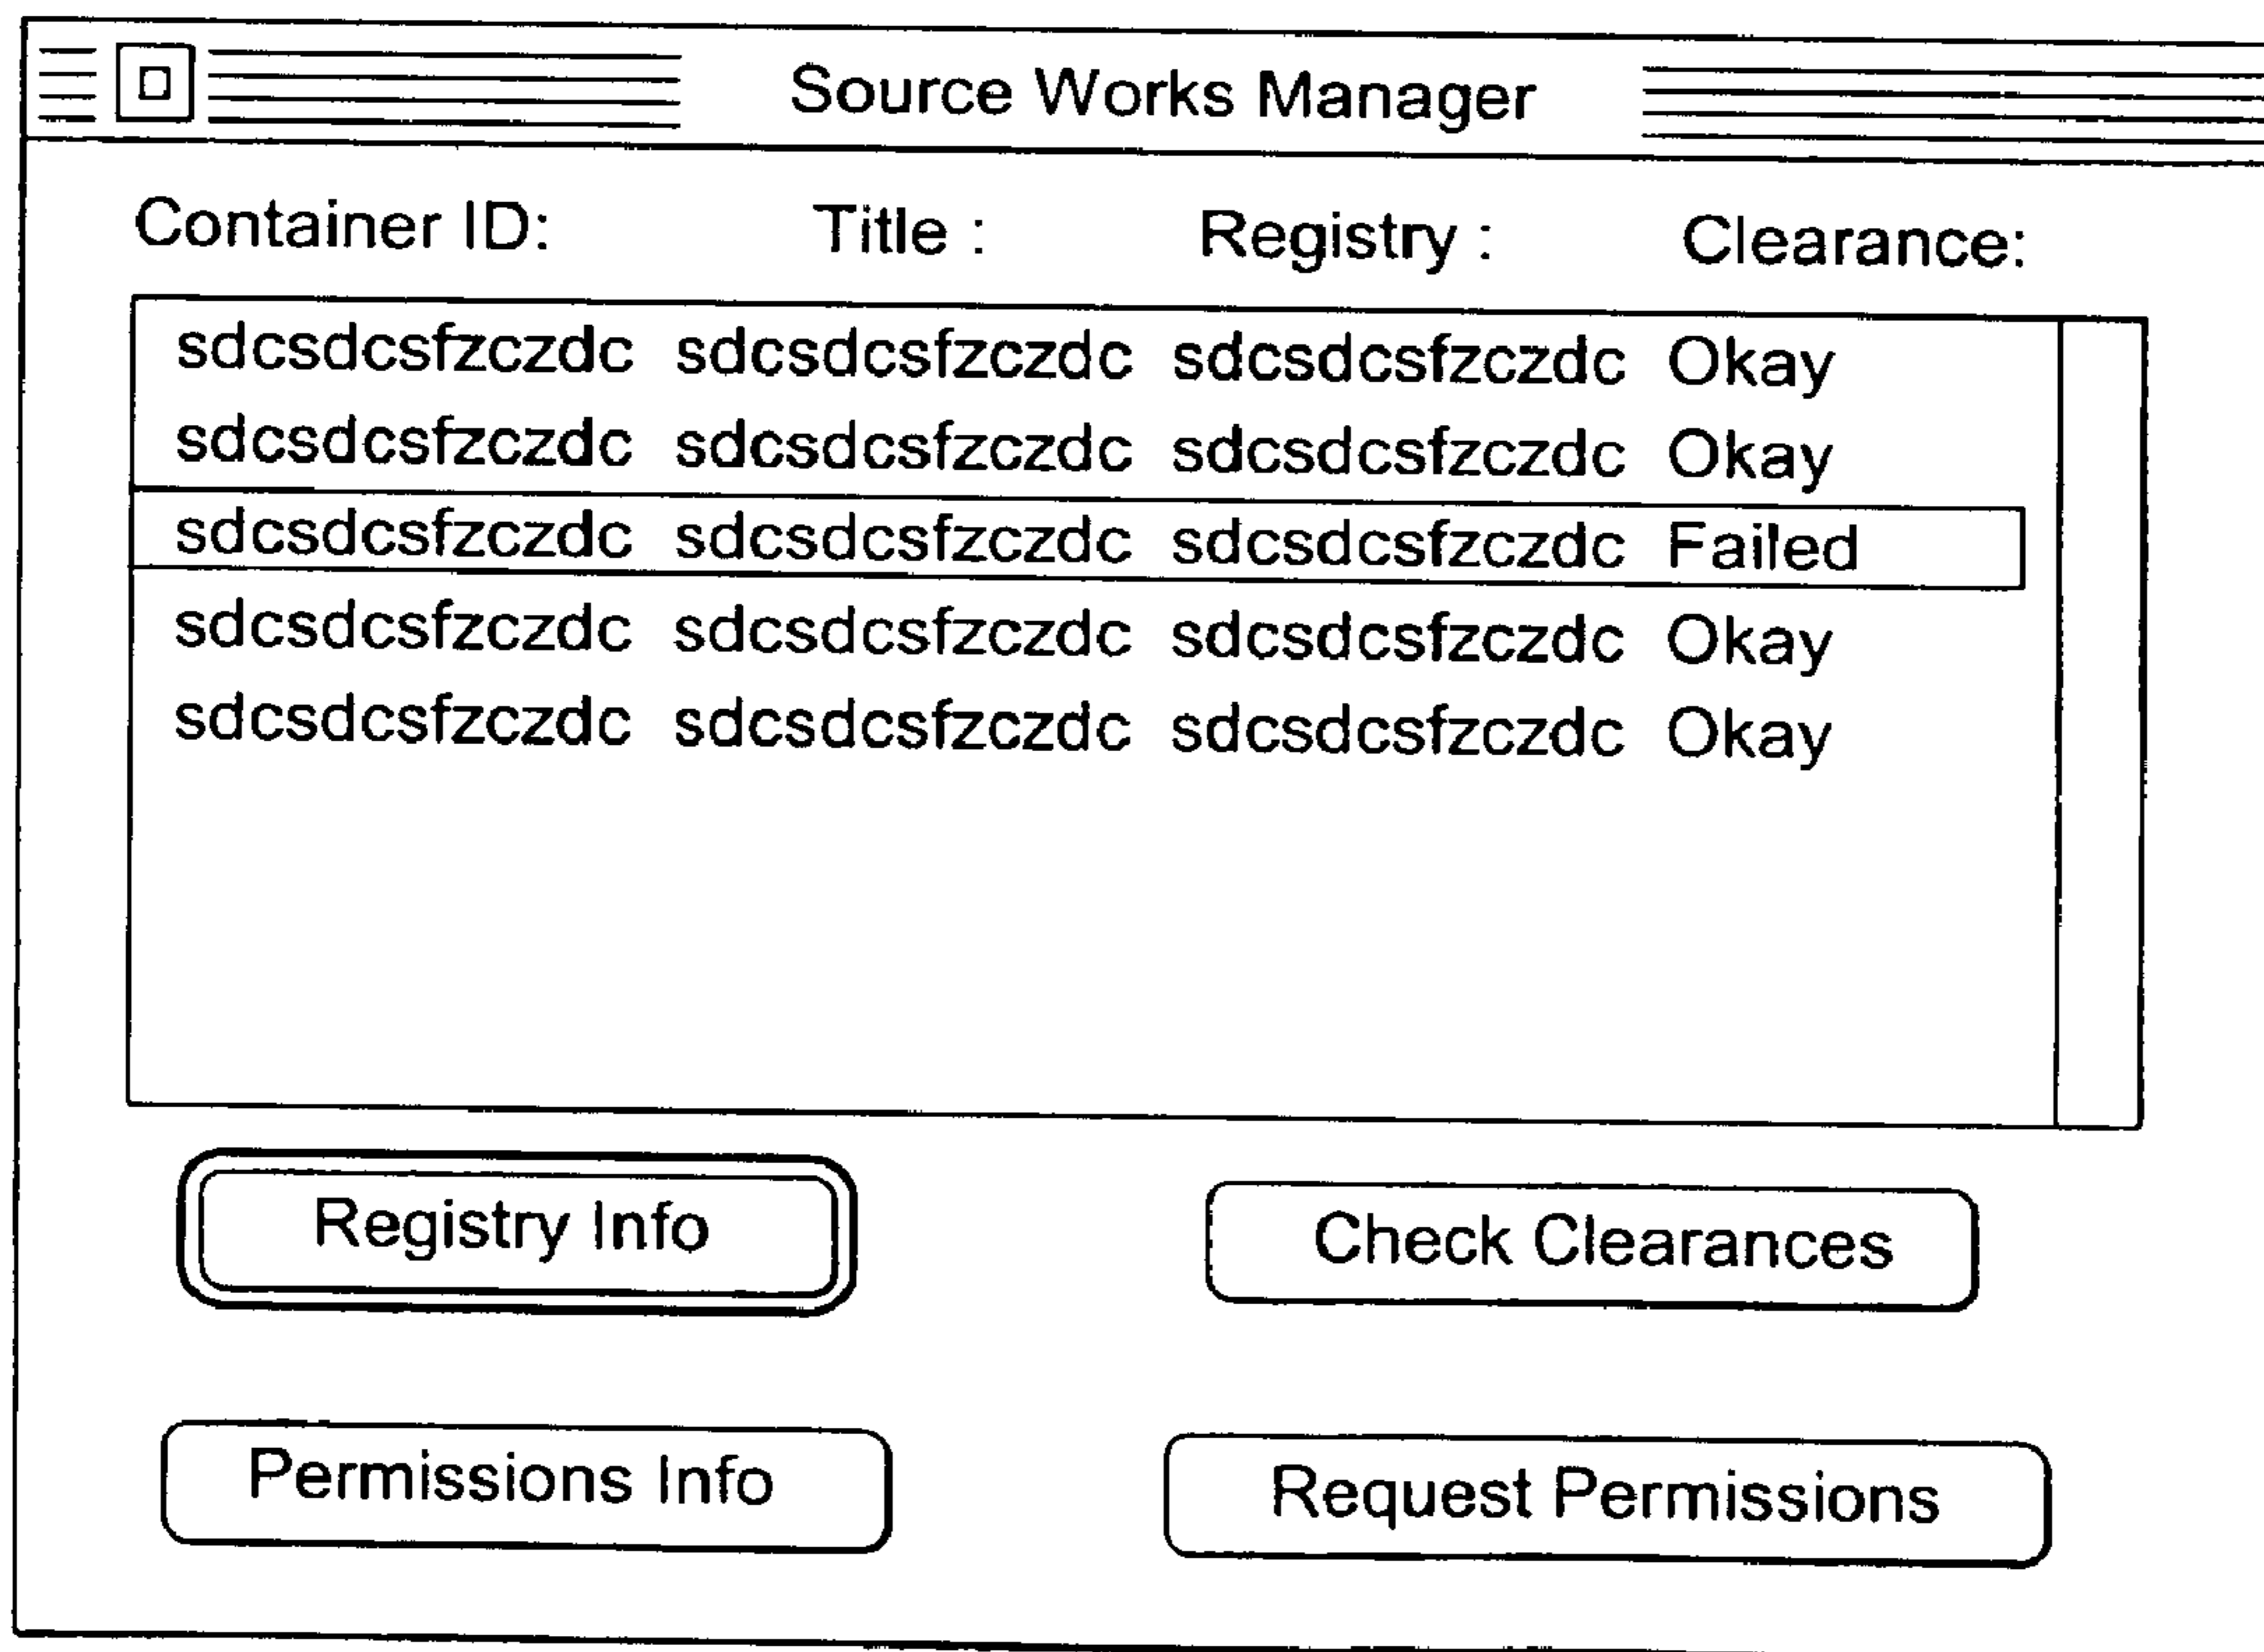 Source Works Manager
Container ID: Title : Registry : Clearance:
sdcsdcsfzczdc sdcsdcsfzczdc sdcsdcsfzczdc Okay
sdcsdcsfzczdc sdcsdcsfzczdc sdcsdcsfzczdc Okay
sdcsdcsfzczdc sdcsdcsfzczdc sdcsdcsfzczdc Failed
sdcsdcsfzczdc sdcsdcsfzczdc sdcsdcsfzczdc Okay
sdcsdcsfzczdc sdcsdcsfzczdc sdcsdcsfzczdc Okay
Registry Info Check Clearances
Permissions Info Request Permissions